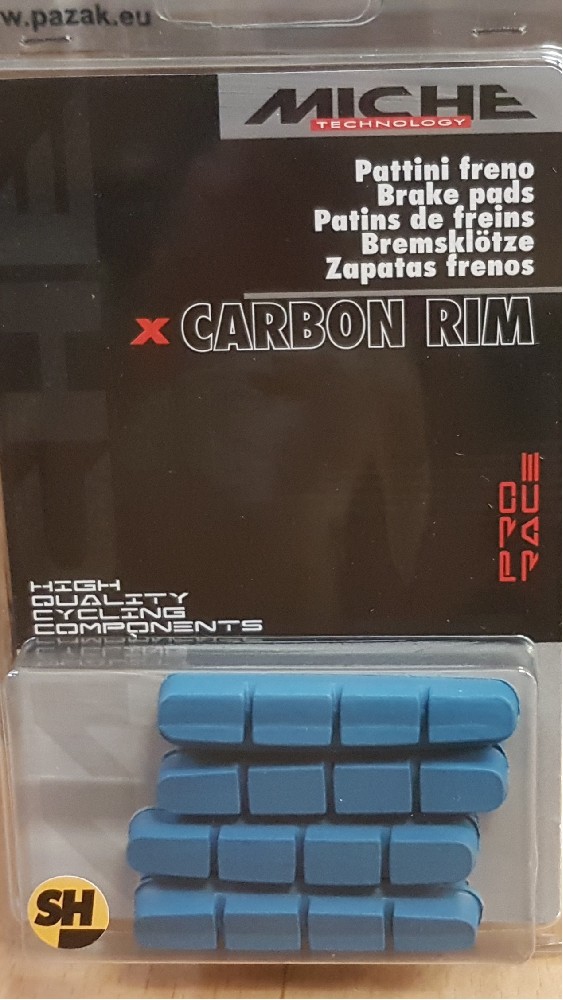 w.pazak.eu
MICHE
TECHNOLOGY
Pattini freno
Brake pads
Patins de freins
Bremsklötze
Zapatas frenos
x CARBON RIM
PRO
RACE
HIGH
QUALITY
CYCLING
COMPONENTS
SH